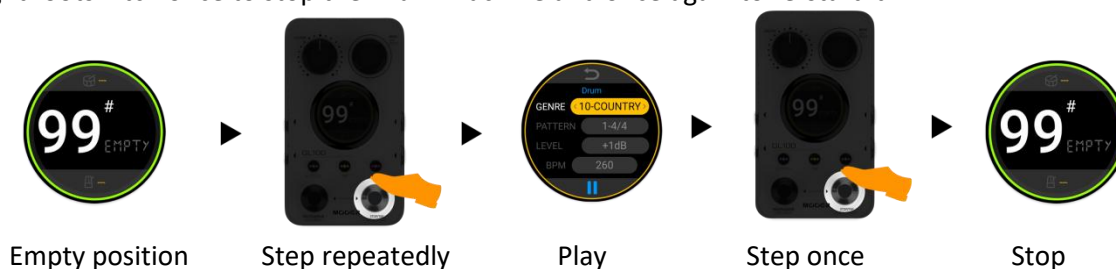 99
#
EMPTY
99
Drum
GENRE
10-COUNTRY
PATTERN
1-4/4
LEVEL
+1dB
BPM
260
99
99
#
EMPTY
Empty position
Step repeatedly
Play
Step once
Stop